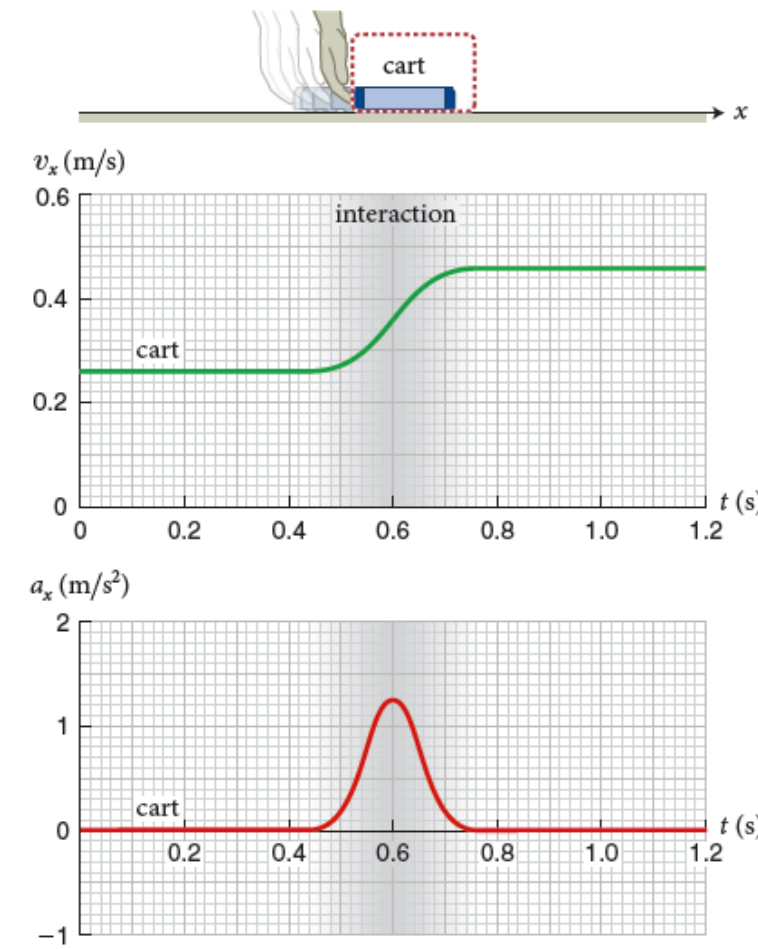 cart
x
vx (m/s)
0.6
interaction
0.4
cart
0.2
0
t (s)
0 0.2 0.4 0.6 0.8 1.0 1.2
ax (m/s²)
2
1
cart
0
t (s)
0.2 0.4 0.6 0.8 1.0 1.2
−1